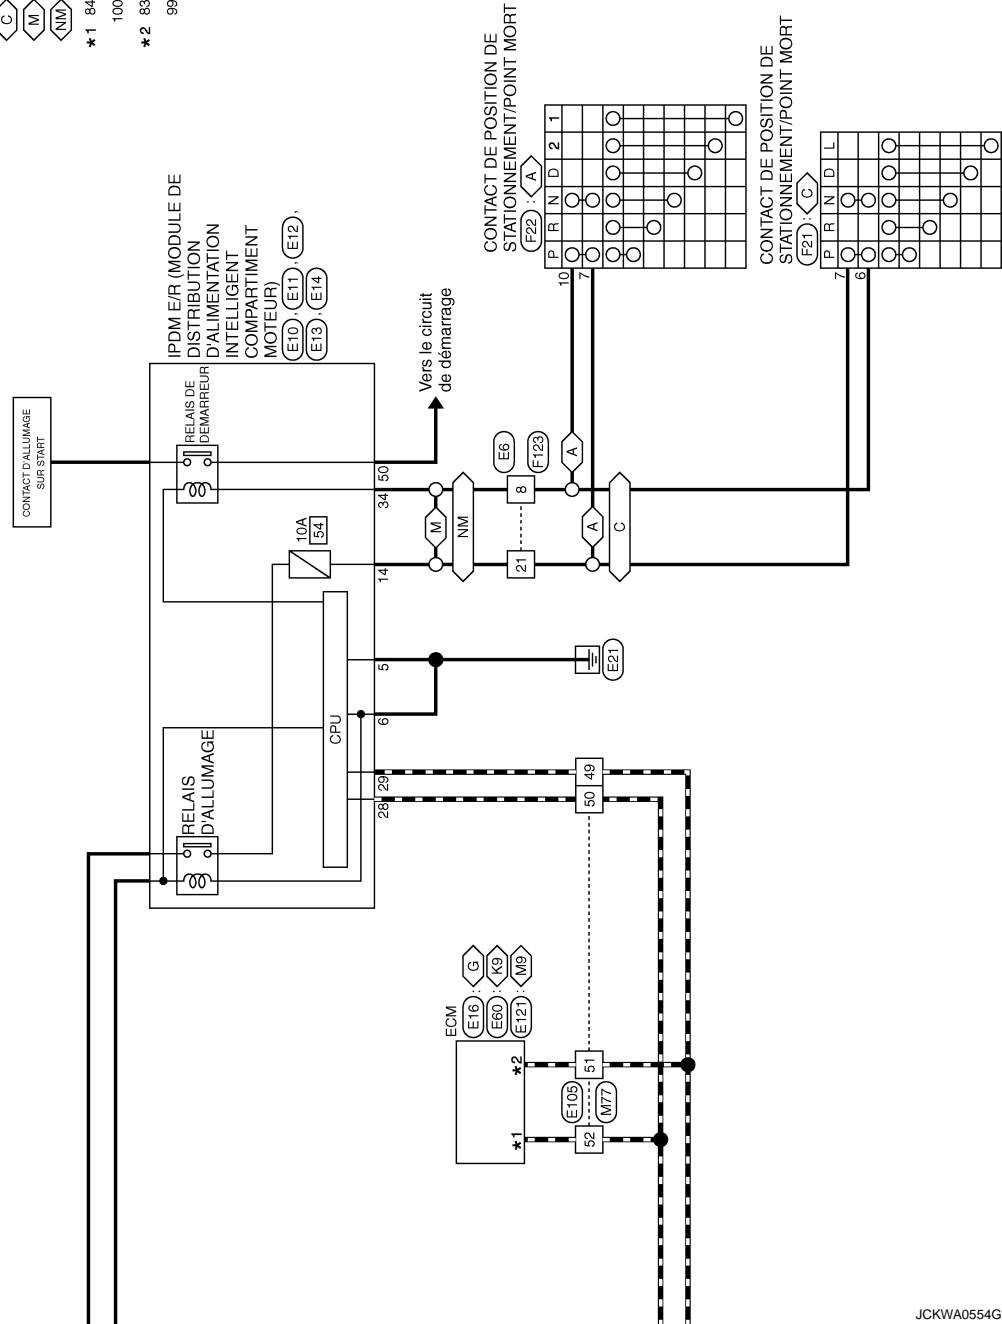 C
M
NM
*1 84
100
*2 83
99
CONTACT D'ALLUMAGE
SUR START
IPDM E/R (MODULE DE
DISTRIBUTION
D'ALIMENTATION
INTELLIGENT
COMPARTIMENT
MOTEUR)
E10 , E11 , E12 ,
E13 , E14
RELAIS DE
DEMARREUR
10A
54
RELAIS
D'ALLUMAGE
CPU
50
34
14
5
6
29
28
Vers le circuit
de démarrage
M
NM
E6
F123
8
21
A
A
C
E21
49
50
CONTACT DE POSITION DE
STATIONNEMENT/POINT MORT
F22 : A
P R N D 2 1
10
7
CONTACT DE POSITION DE
STATIONNEMENT/POINT MORT
F21 : C
P R N D L
7
6
ECM
E16 : G
E60 : K9
E121 : M9
*2
*1
51
52
E105
M77
JCKWA0554G